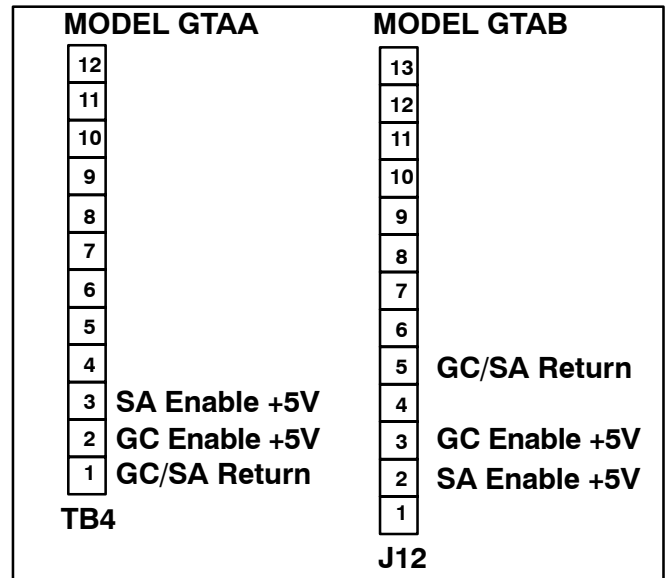 MODEL GTAA
12
11
10
9
8
7
6
5
4
3 SA Enable +5V
2 GC Enable +5V
1 GC/SA Return
TB4
MODEL GTAB
13
12
11
10
9
8
7
6
5 GC/SA Return
4
3 GC Enable +5V
2 SA Enable +5V
1
J12